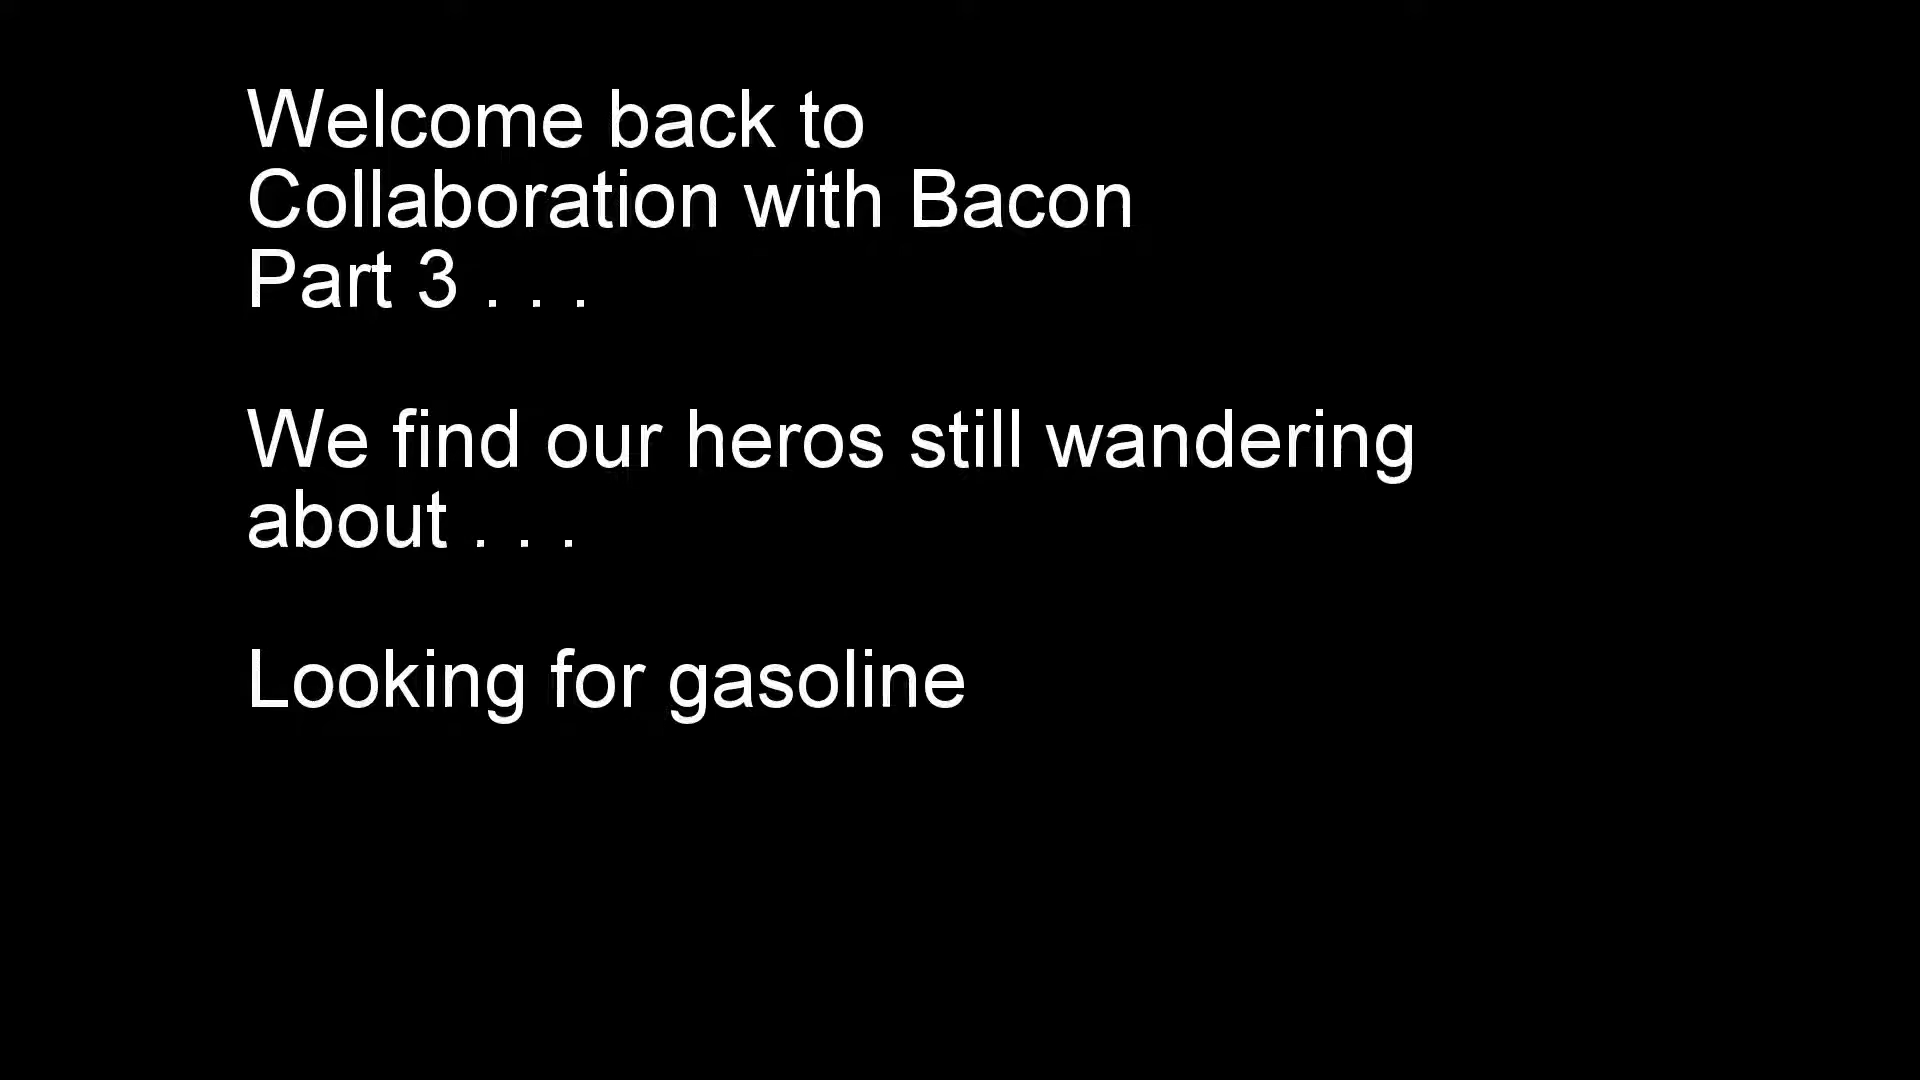 Welcome back to
Collaboration with Bacon
Part 3 . . .
We find our heros still wandering
about . . .
Looking for gasoline